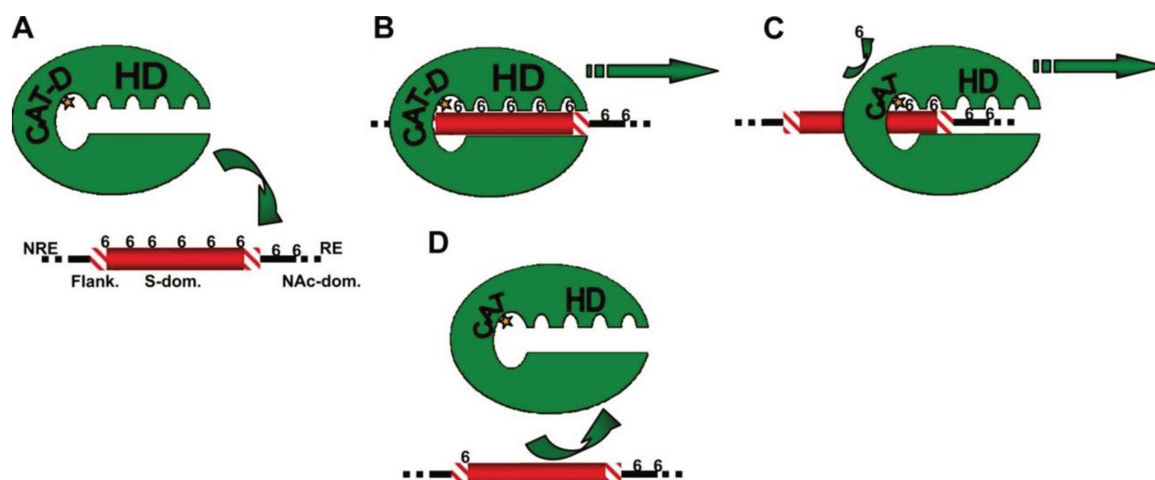 A
CAT-D HD
6 6 6 6 6 6
NRE 6 6 RE
Flank. S-dom. NAc-dom.
B
CAT-D HD
6 6 6 6 6
6 6
C
6
CAT HD
6 6
6 6
D
CAT HD
6 6 6